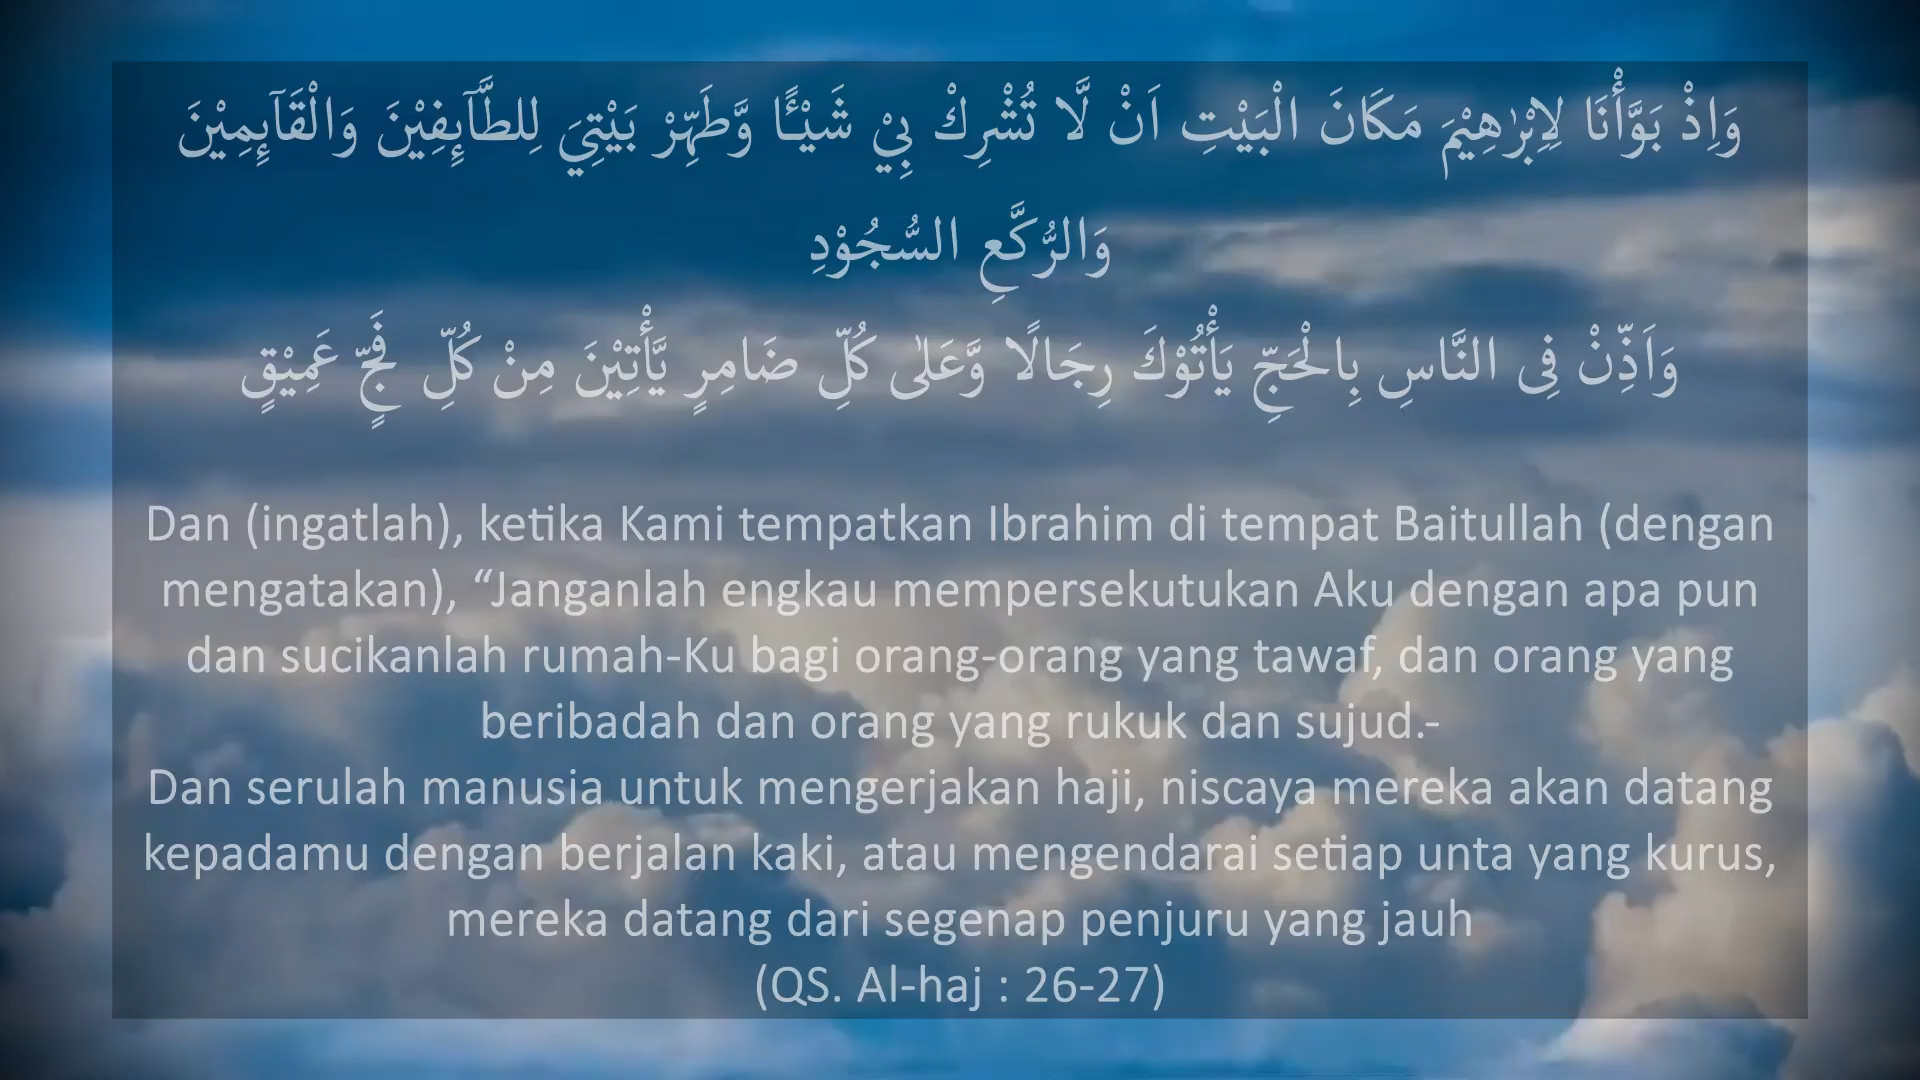 وَاِذْ بَوَّأْنَا لِاِبْرٰهِيْمَ مَكَانَ الْبَيْتِ اَنْ لَّا تُشْرِكْ بِيْ شَيْـًٔا وَّطَهِّرْ بَيْتِيَ لِلطَّاۤىِٕفِيْنَ وَالْقَاۤىِٕمِيْنَ
وَالرُّكَّعِ السُّجُوْدِ
وَاَذِّنْ فِى النَّاسِ بِالْحَجِّ يَأْتُوْكَ رِجَالًا وَّعَلٰى كُلِّ ضَامِرٍ يَّأْتِيْنَ مِنْ كُلِّ فَجٍّ عَمِيْقٍ
Dan (ingatlah), ketika Kami tempatkan Ibrahim di tempat Baitullah (dengan
mengatakan), “Janganlah engkau mempersekutukan Aku dengan apa pun
dan sucikanlah rumah-Ku bagi orang-orang yang tawaf, dan orang yang
beribadah dan orang yang rukuk dan sujud.-
Dan serulah manusia untuk mengerjakan haji, niscaya mereka akan datang
kepadamu dengan berjalan kaki, atau mengendarai setiap unta yang kurus,
mereka datang dari segenap penjuru yang jauh
(QS. Al-haj : 26-27)